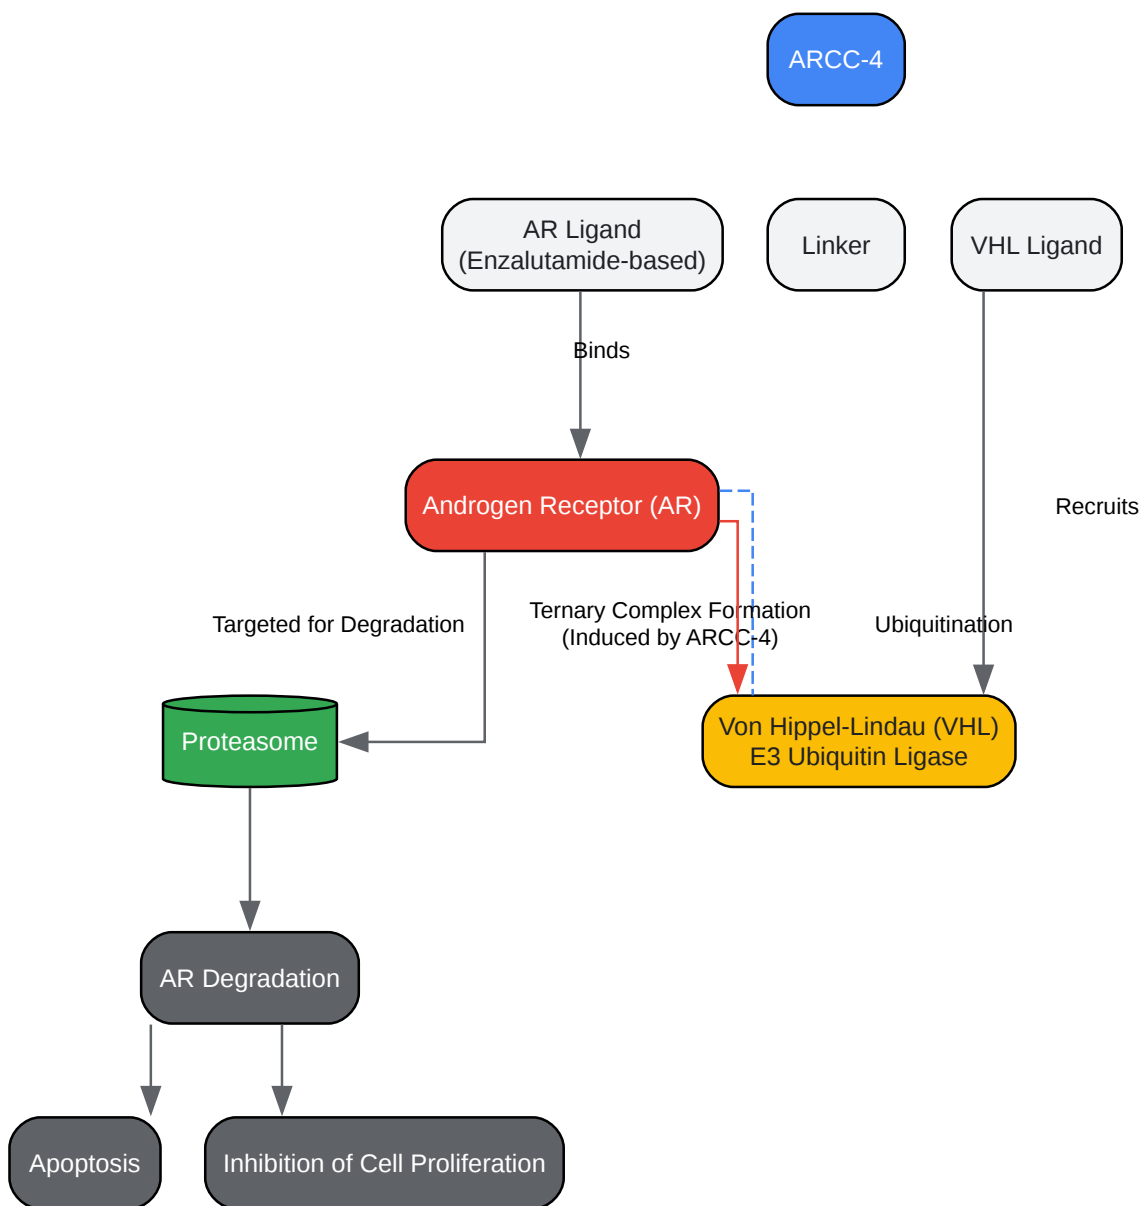 ARCC-4
AR Ligand
(Enzalutamide-based)
Linker
VHL Ligand
Binds
Androgen Receptor (AR)
Recruits
Targeted for Degradation
Ternary Complex Formation
(Induced by ARCC-4)
Ubiquitination
Proteasome
Von Hippel-Lindau (VHL)
E3 Ubiquitin Ligase
AR Degradation
Apoptosis
Inhibition of Cell Proliferation